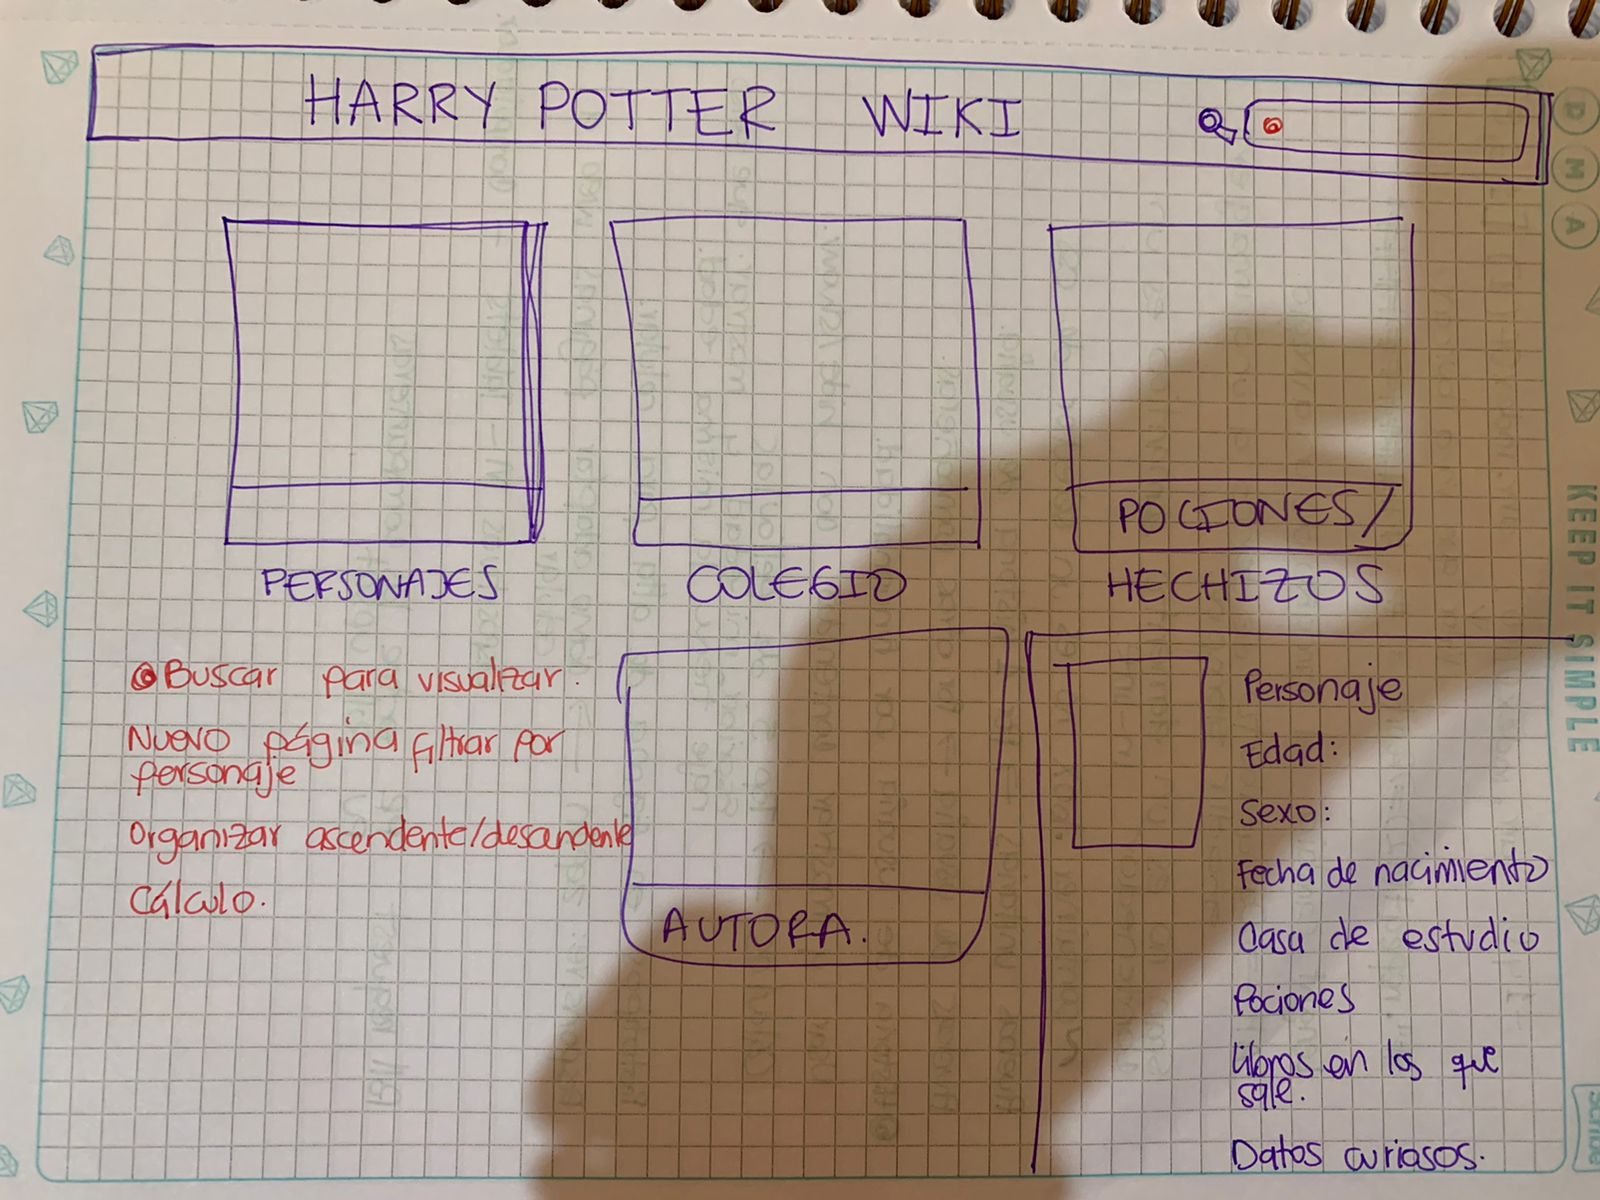 HARRY POTTER WIKI
POCIONES/
PERSONAJES
COLEGIO
HECHIZOS
Buscar para visualizar.
Nuevo página filtrar por
personaje
Organizar ascendente/desandente
Cálculo.
AUTORA.
Personaje
Edad:
Sexo:
Fecha de nacimiento
Casa de estudio
Pociones
Libros en los que
sale.
Datos curiosos.
D
M
A
KEEP IT SIMPLE
scribe